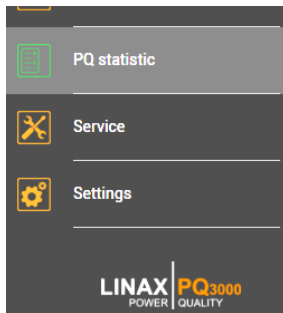 PQ statistic
Service
Settings
LINAX PQ3000
POWER QUALITY